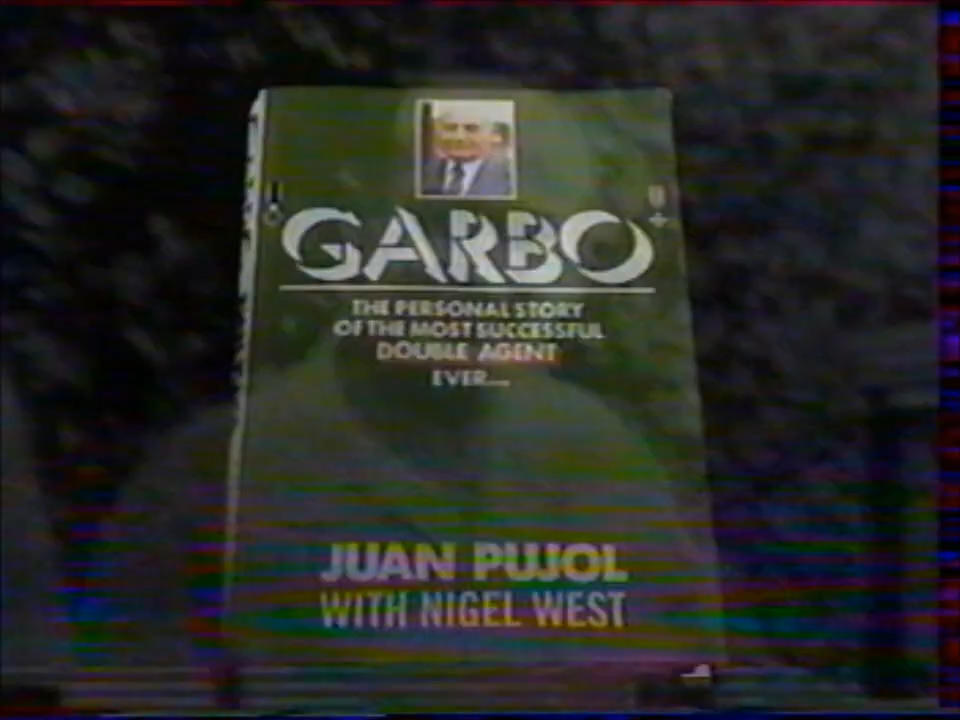 GARBO
THE PERSONAL STORY
OF THE MOST SUCCESSFUL
DOUBLE AGENT
EVER....
JUAN PUJOL
WITH NIGEL WEST